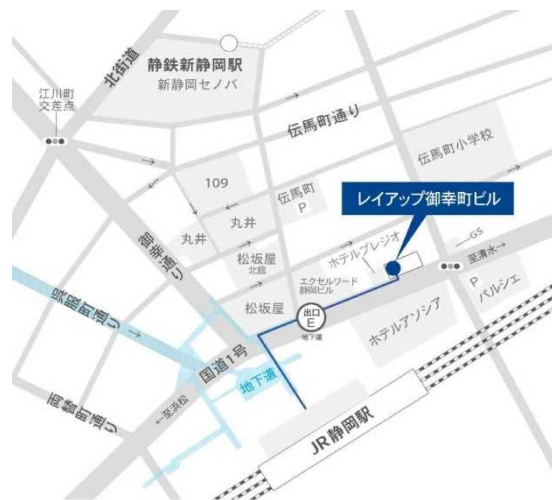 静鉄新静岡駅
新静岡セノバ
北街道
江川町
交差点
伝馬町通り
伝馬町小学校
109
伝馬町
P
レイアップ御幸町ビル
丸井
丸井
御幸通り
松坂屋
北館
ホテルプレジオ
GS
至清水→
P
パルシェ
エクセルワード
静岡ビル
松坂屋
出口
E
地下道
ホテルアソシア
呉服町通り
国道1号
地下道
両替町通り
←至浜松
JR静岡駅